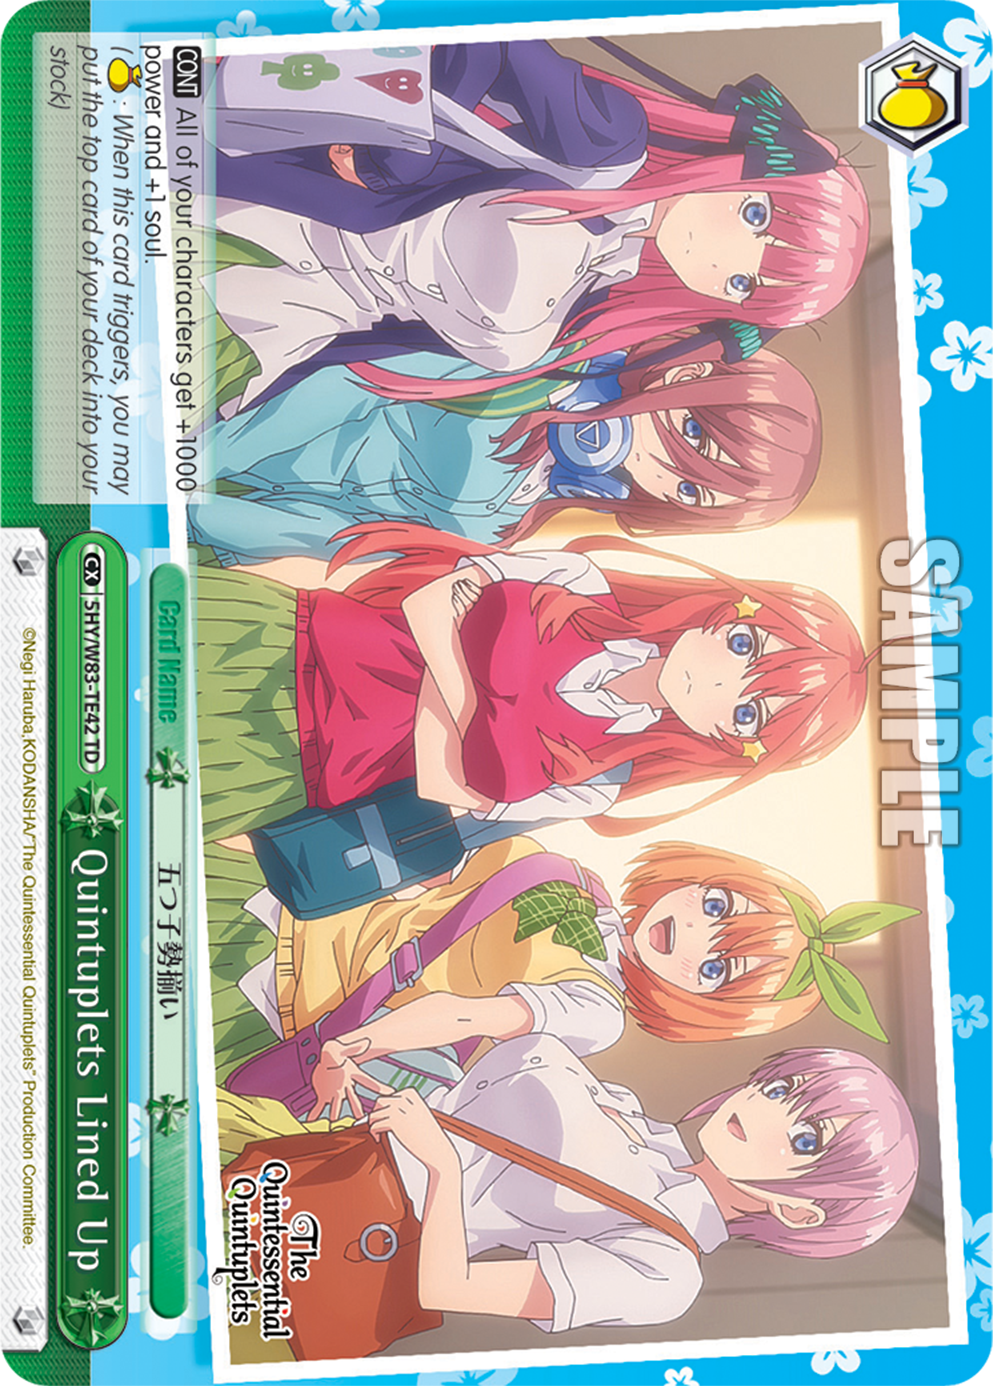 SAMPLE
CONT All of your characters get +1000
power and +1 soul.
( : When this card triggers, you may
put the top card of your deck into your
stock)
The
Quintessential
Quintuplets
Card Name
五つ子勢揃い
CX 5HY/W83-TE42 TD
Quintuplets Lined Up
©Negi Haruba,KODANSHA/"The Quintessential Quintuplets" Production Committee.